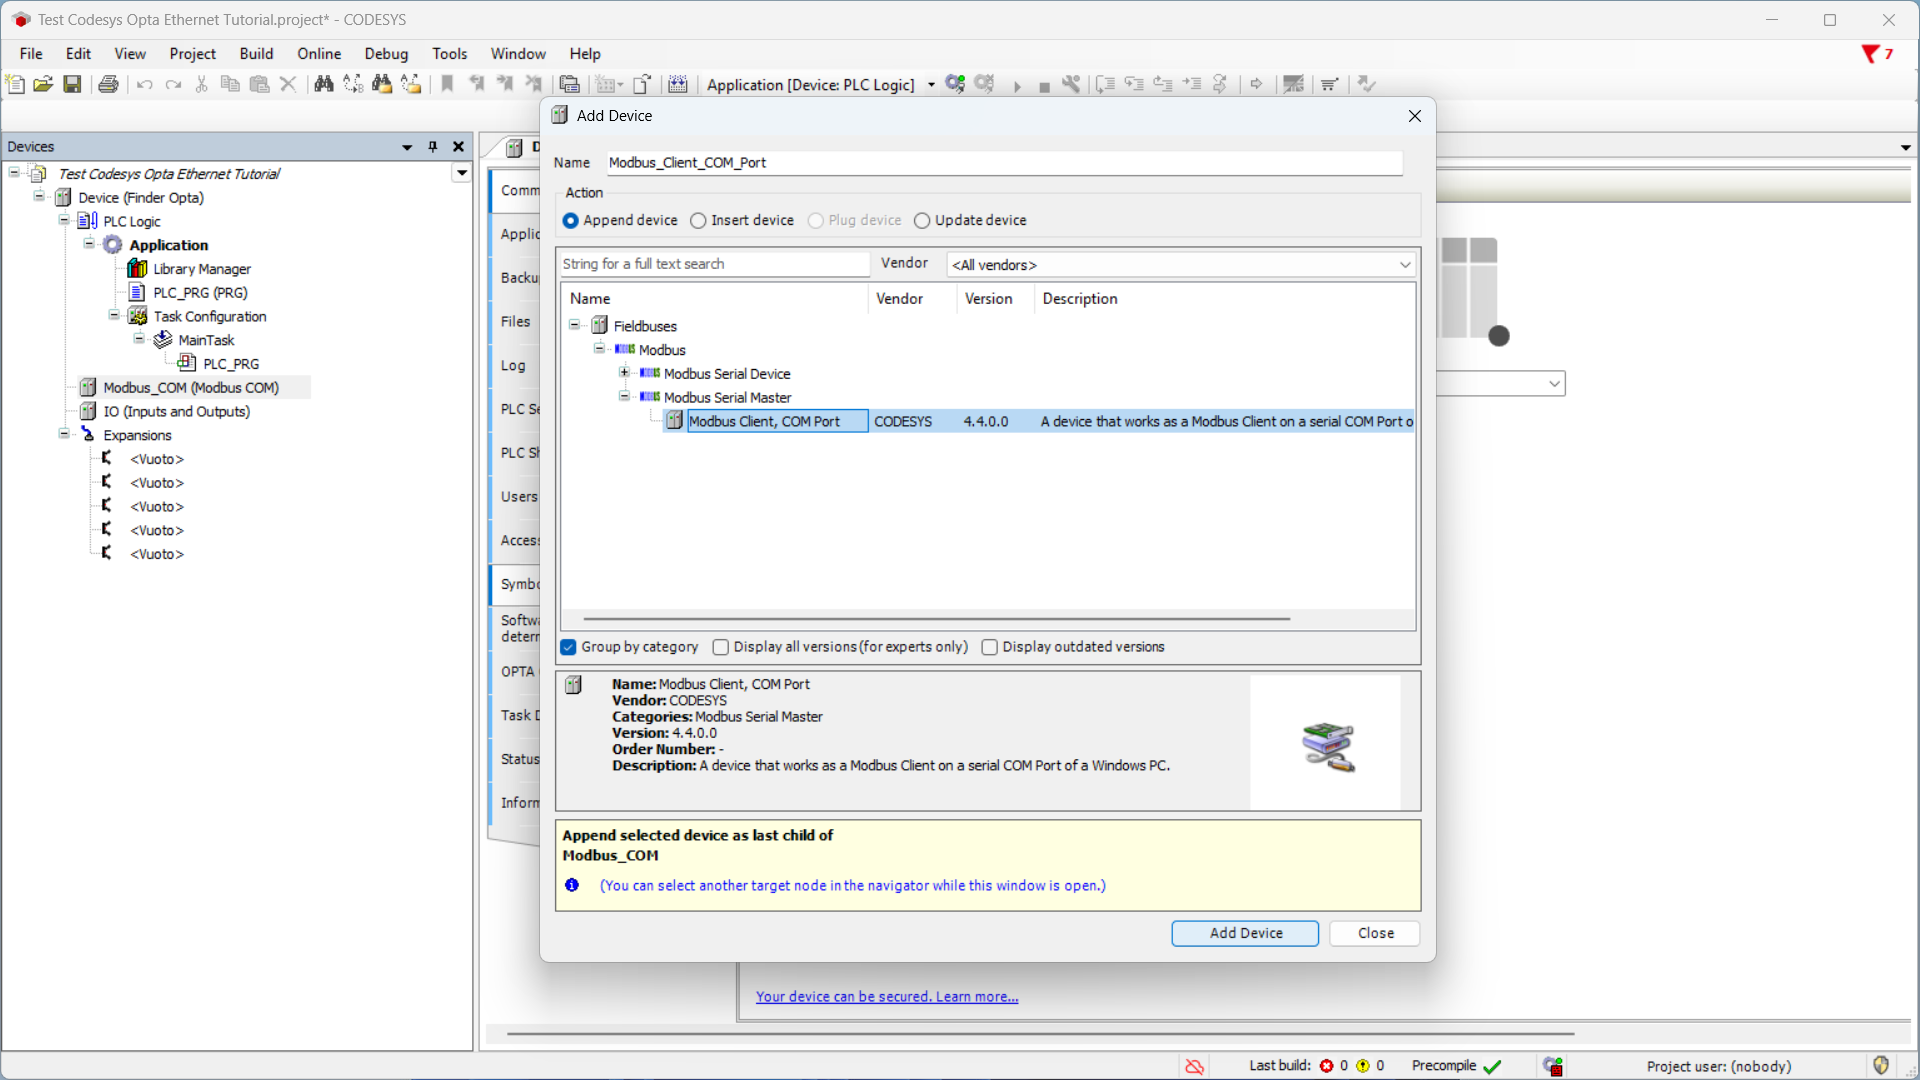 Test Codesys Opta Ethernet Tutorial.project* - CODESYS
File Edit View Project Build Online Debug Tools Window Help
7
Application [Device: PLC Logic]
Devices
Test Codesys Opta Ethernet Tutorial
Device (Finder Opta)
PLC Logic
Application
Library Manager
PLC_PRG (PRG)
Task Configuration
MainTask
PLC_PRG
Modbus_COM (Modbus COM)
IO (Inputs and Outputs)
Expansions
<Vuoto>
<Vuoto>
<Vuoto>
<Vuoto>
<Vuoto>
D
Comm
Applic
Backu
Files
Log
PLC Se
PLC Sh
Users
Access
Symbo
Softwa
determ
OPTA
Task D
Status
Inform
Add Device
Name Modbus_Client_COM_Port
Action
Append device Insert device Plug device Update device
String for a full text search Vendor <All vendors>
Name Vendor Version Description
Fieldbuses
Modbus
Modbus Serial Device
Modbus Serial Master
Modbus Client, COM Port CODESYS 4.4.0.0 A device that works as a Modbus Client on a serial COM Port o
Group by category Display all versions (for experts only) Display outdated versions
Name: Modbus Client, COM Port
Vendor: CODESYS
Categories: Modbus Serial Master
Version: 4.4.0.0
Order Number: -
Description: A device that works as a Modbus Client on a serial COM Port of a Windows PC.
Append selected device as last child of
Modbus_COM
(You can select another target node in the navigator while this window is open.)
Add Device Close
Your device can be secured. Learn more...
Last build: 0 0 Precompile Project user: (nobody)